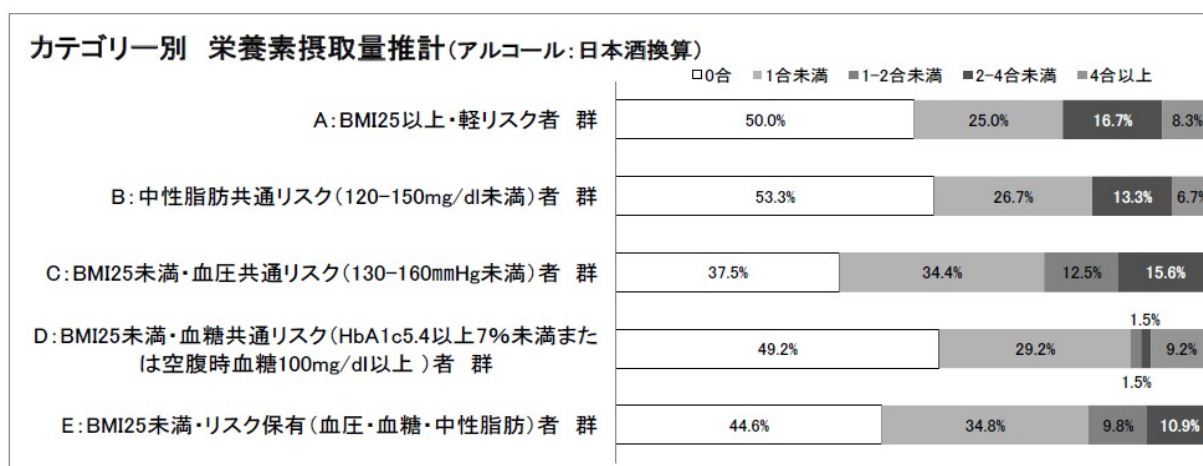 カテゴリー別 栄養素摂取量推計(アルコール:日本酒換算)
□0合 ■1合未満 ■1-2合未満 ■2-4合未満 ■4合以上
A:BMI25以上・軽リスク者 群
50.0% 25.0% 16.7% 8.3%
B:中性脂肪共通リスク(120-150mg/dl未満)者 群
53.3% 26.7% 13.3% 6.7%
C:BMI25未満・血圧共通リスク(130-160mmHg未満)者 群
37.5% 34.4% 12.5% 15.6%
D:BMI25未満・血糖共通リスク(HbA1c5.4以上7%未満また
は空腹時血糖100mg/dl以上 )者 群
1.5%
49.2% 29.2% 9.2%
1.5%
E:BMI25未満・リスク保有(血圧・血糖・中性脂肪)者 群
44.6% 34.8% 9.8% 10.9%